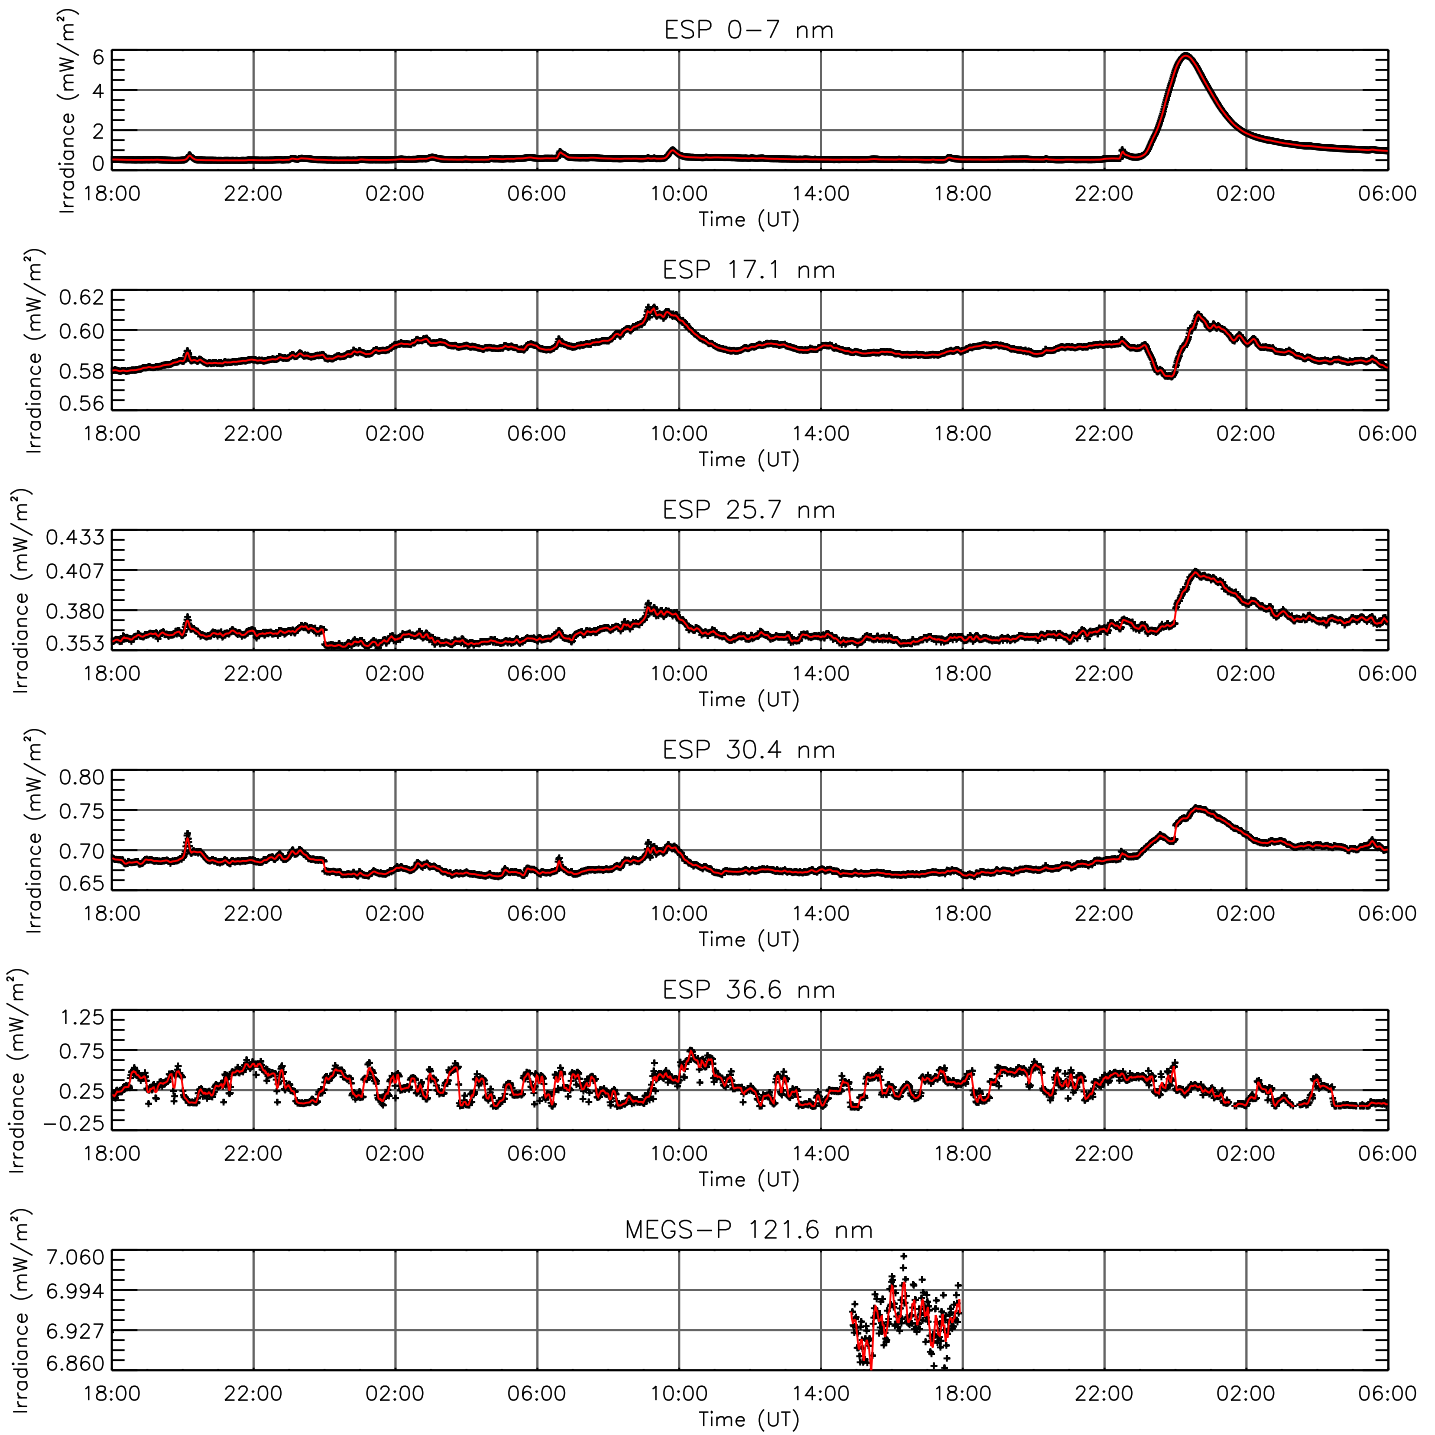 ESP 0−7 nm
Irradiance (mW/m²)
6
4
2
0
18:00 22:00 02:00 06:00 10:00 14:00 18:00 22:00 02:00 06:00
Time (UT)
ESP 17.1 nm
Irradiance (mW/m²)
0.62
0.60
0.58
0.56
18:00 22:00 02:00 06:00 10:00 14:00 18:00 22:00 02:00 06:00
Time (UT)
ESP 25.7 nm
Irradiance (mW/m²)
0.433
0.407
0.380
0.353
18:00 22:00 02:00 06:00 10:00 14:00 18:00 22:00 02:00 06:00
Time (UT)
ESP 30.4 nm
Irradiance (mW/m²)
0.80
0.75
0.70
0.65
18:00 22:00 02:00 06:00 10:00 14:00 18:00 22:00 02:00 06:00
Time (UT)
ESP 36.6 nm
Irradiance (mW/m²)
1.25
0.75
0.25
−0.25
18:00 22:00 02:00 06:00 10:00 14:00 18:00 22:00 02:00 06:00
Time (UT)
MEGS−P 121.6 nm
Irradiance (mW/m²)
7.060
6.994
6.927
6.860
18:00 22:00 02:00 06:00 10:00 14:00 18:00 22:00 02:00 06:00
Time (UT)